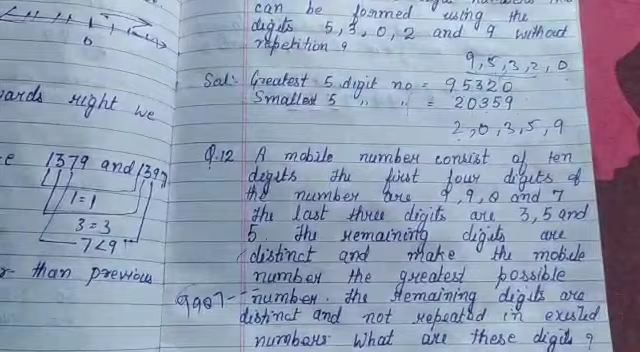 0
wards right we
1379 and 139
1 = 1
3 = 3
7 < 9
than previous
can be formed using the
digits 5, 3, 0, 2 and 9 without
repetition ?
9, 5, 3, 2, 0
Sol: Greatest 5 digit no = 95320
Smallest 5 " " = 20359
2, 0, 3, 5, 9
Q.12 A mobile number consist of ten
degits the first four digits of
the number are 9, 9, 8 and 7
The last three digits are 3, 5 and
5. The remaining digits are
distinct and make the mobile
number the greatest possible
number. The remaining digits are
distinct and not repeated in existed
numbers What are these digits ?